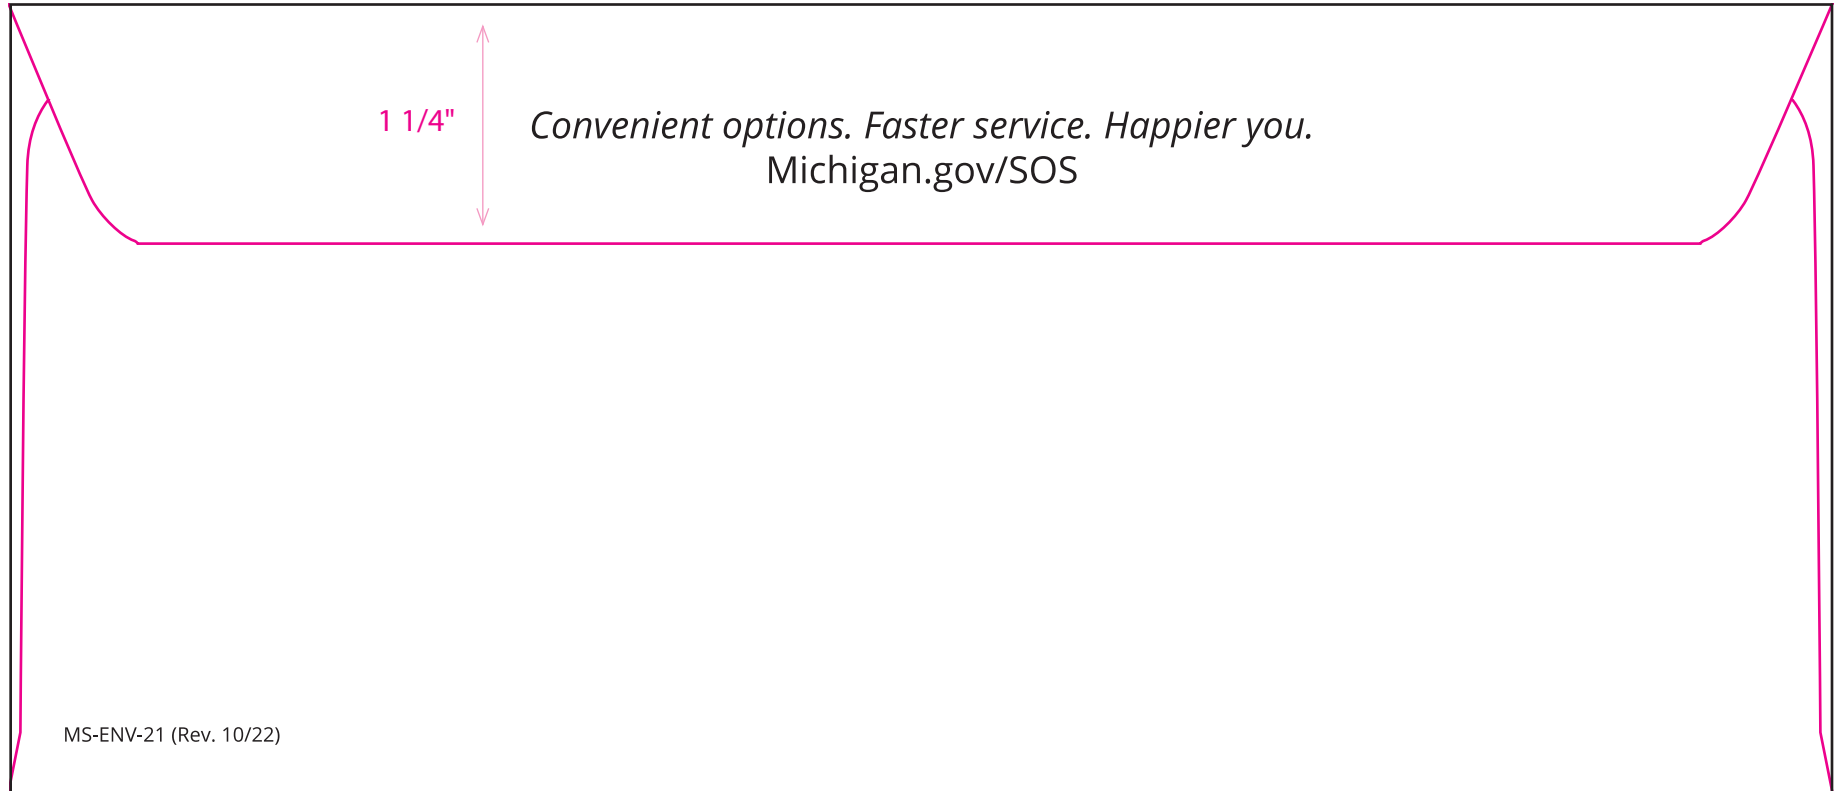 1 1/4"
Convenient options. Faster service. Happier you.
Michigan.gov/SOS
MS-ENV-21 (Rev. 10/22)